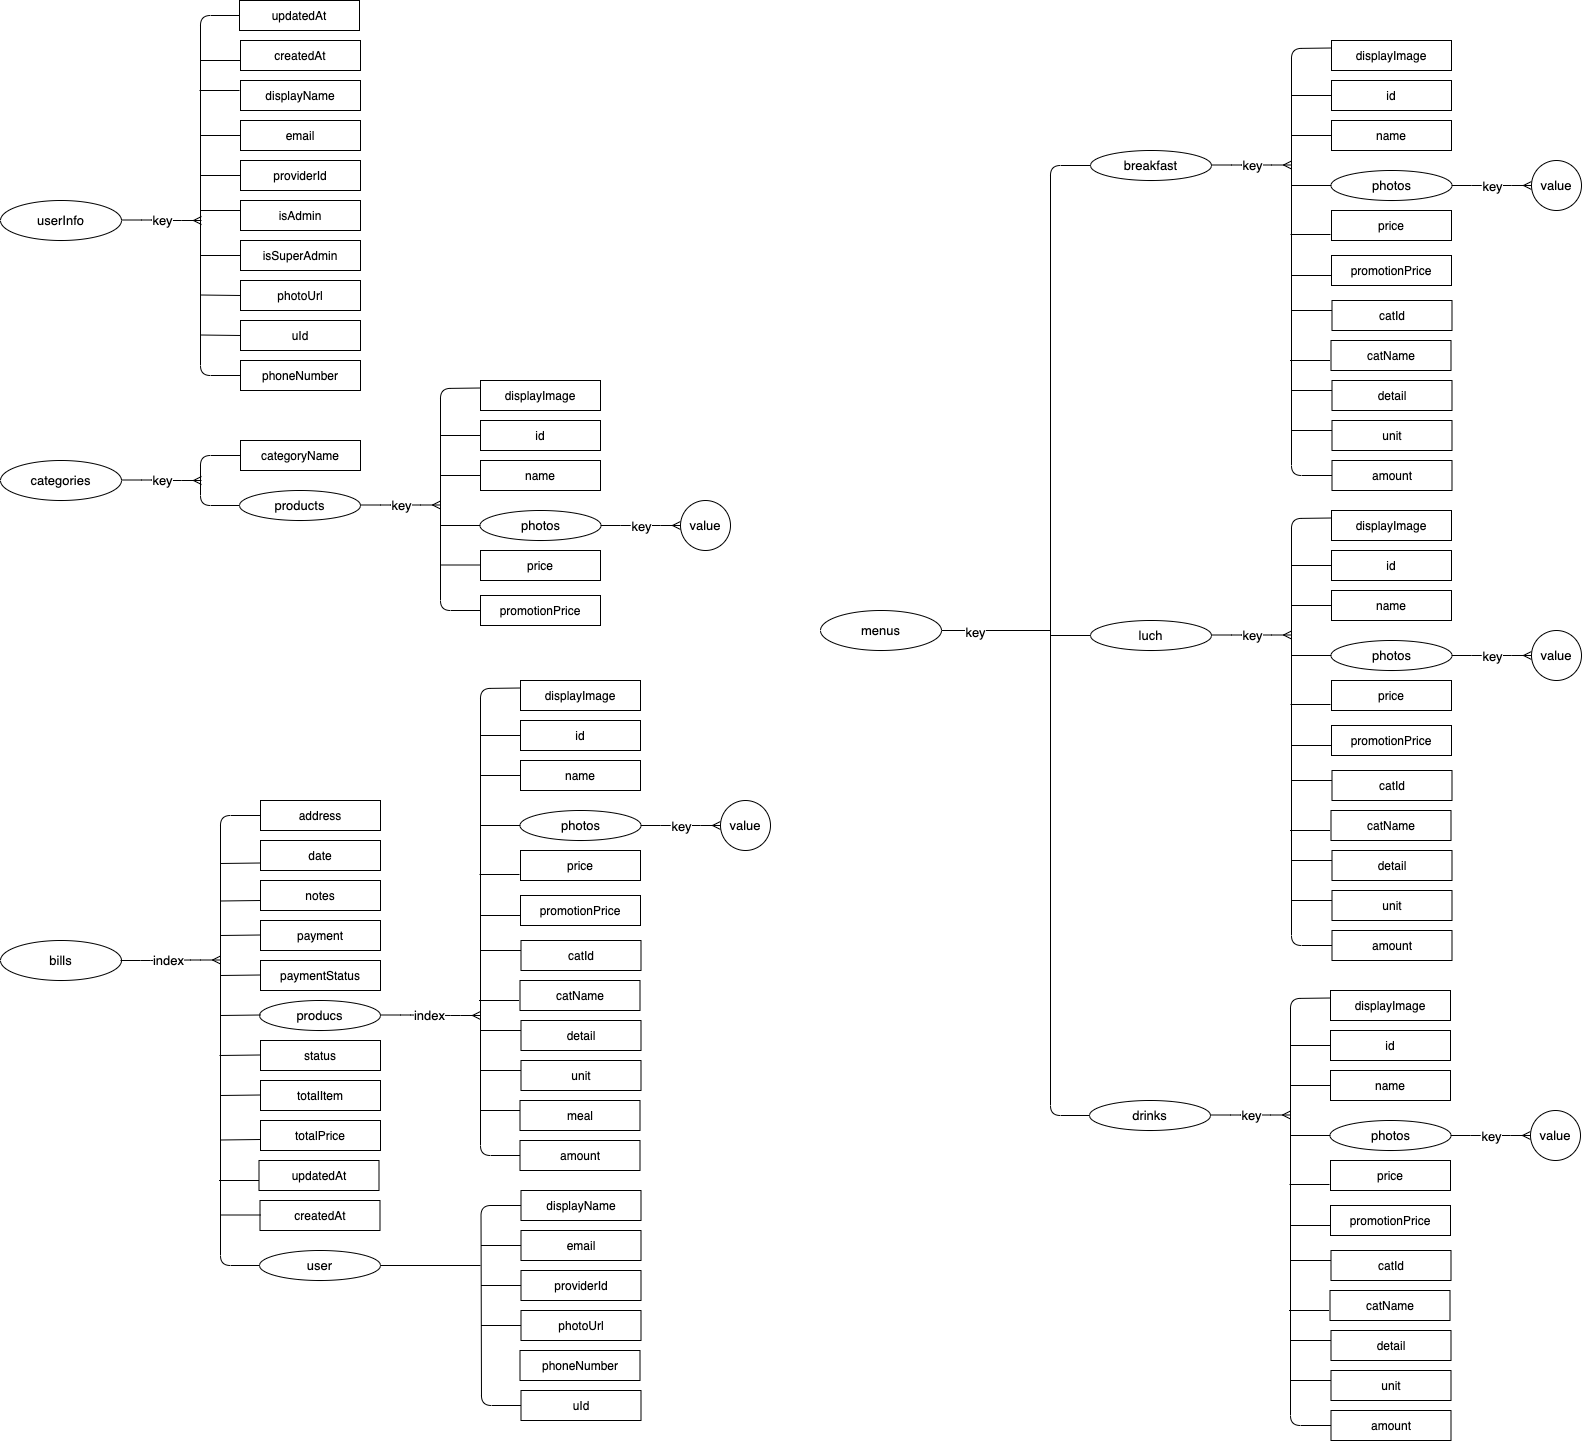 userInfo
key
updatedAt
createdAt
displayName
email
providerId
isAdmin
isSuperAdmin
photoUrl
uId
phoneNumber
categories
key
categoryName
products
key
displayImage
id
name
photos
key
value
price
promotionPrice
bills
index
address
date
notes
payment
paymentStatus
producs
index
displayImage
id
name
photos
key
value
price
promotionPrice
catId
catName
detail
unit
meal
amount
status
totalItem
totalPrice
updatedAt
createdAt
user
displayName
email
providerId
photoUrl
phoneNumber
uId
menus
key
breakfast
key
displayImage
id
name
photos
key
value
price
promotionPrice
catId
catName
detail
unit
amount
luch
key
displayImage
id
name
photos
key
value
price
promotionPrice
catId
catName
detail
unit
amount
drinks
key
displayImage
id
name
photos
key
value
price
promotionPrice
catId
catName
detail
unit
amount